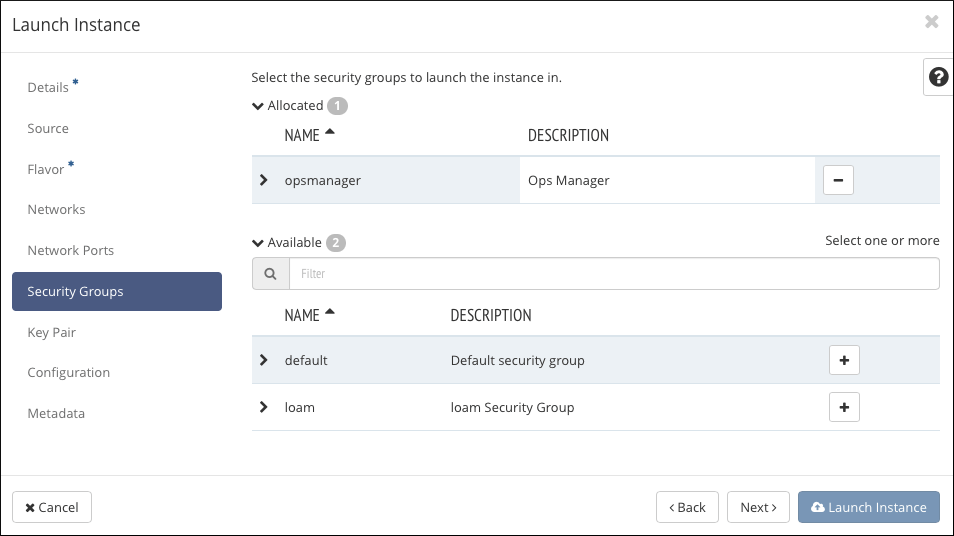 Launch Instance
×
Details *
Source
Flavor *
Networks
Network Ports
Security Groups
Key Pair
Configuration
Metadata
Select the security groups to launch the instance in.
?
Allocated 1
NAME DESCRIPTION
opsmanager Ops Manager −
Available 2 Select one or more
Filter
NAME DESCRIPTION
default Default security group +
loam loam Security Group +
× Cancel
‹ Back
Next ›
Launch Instance